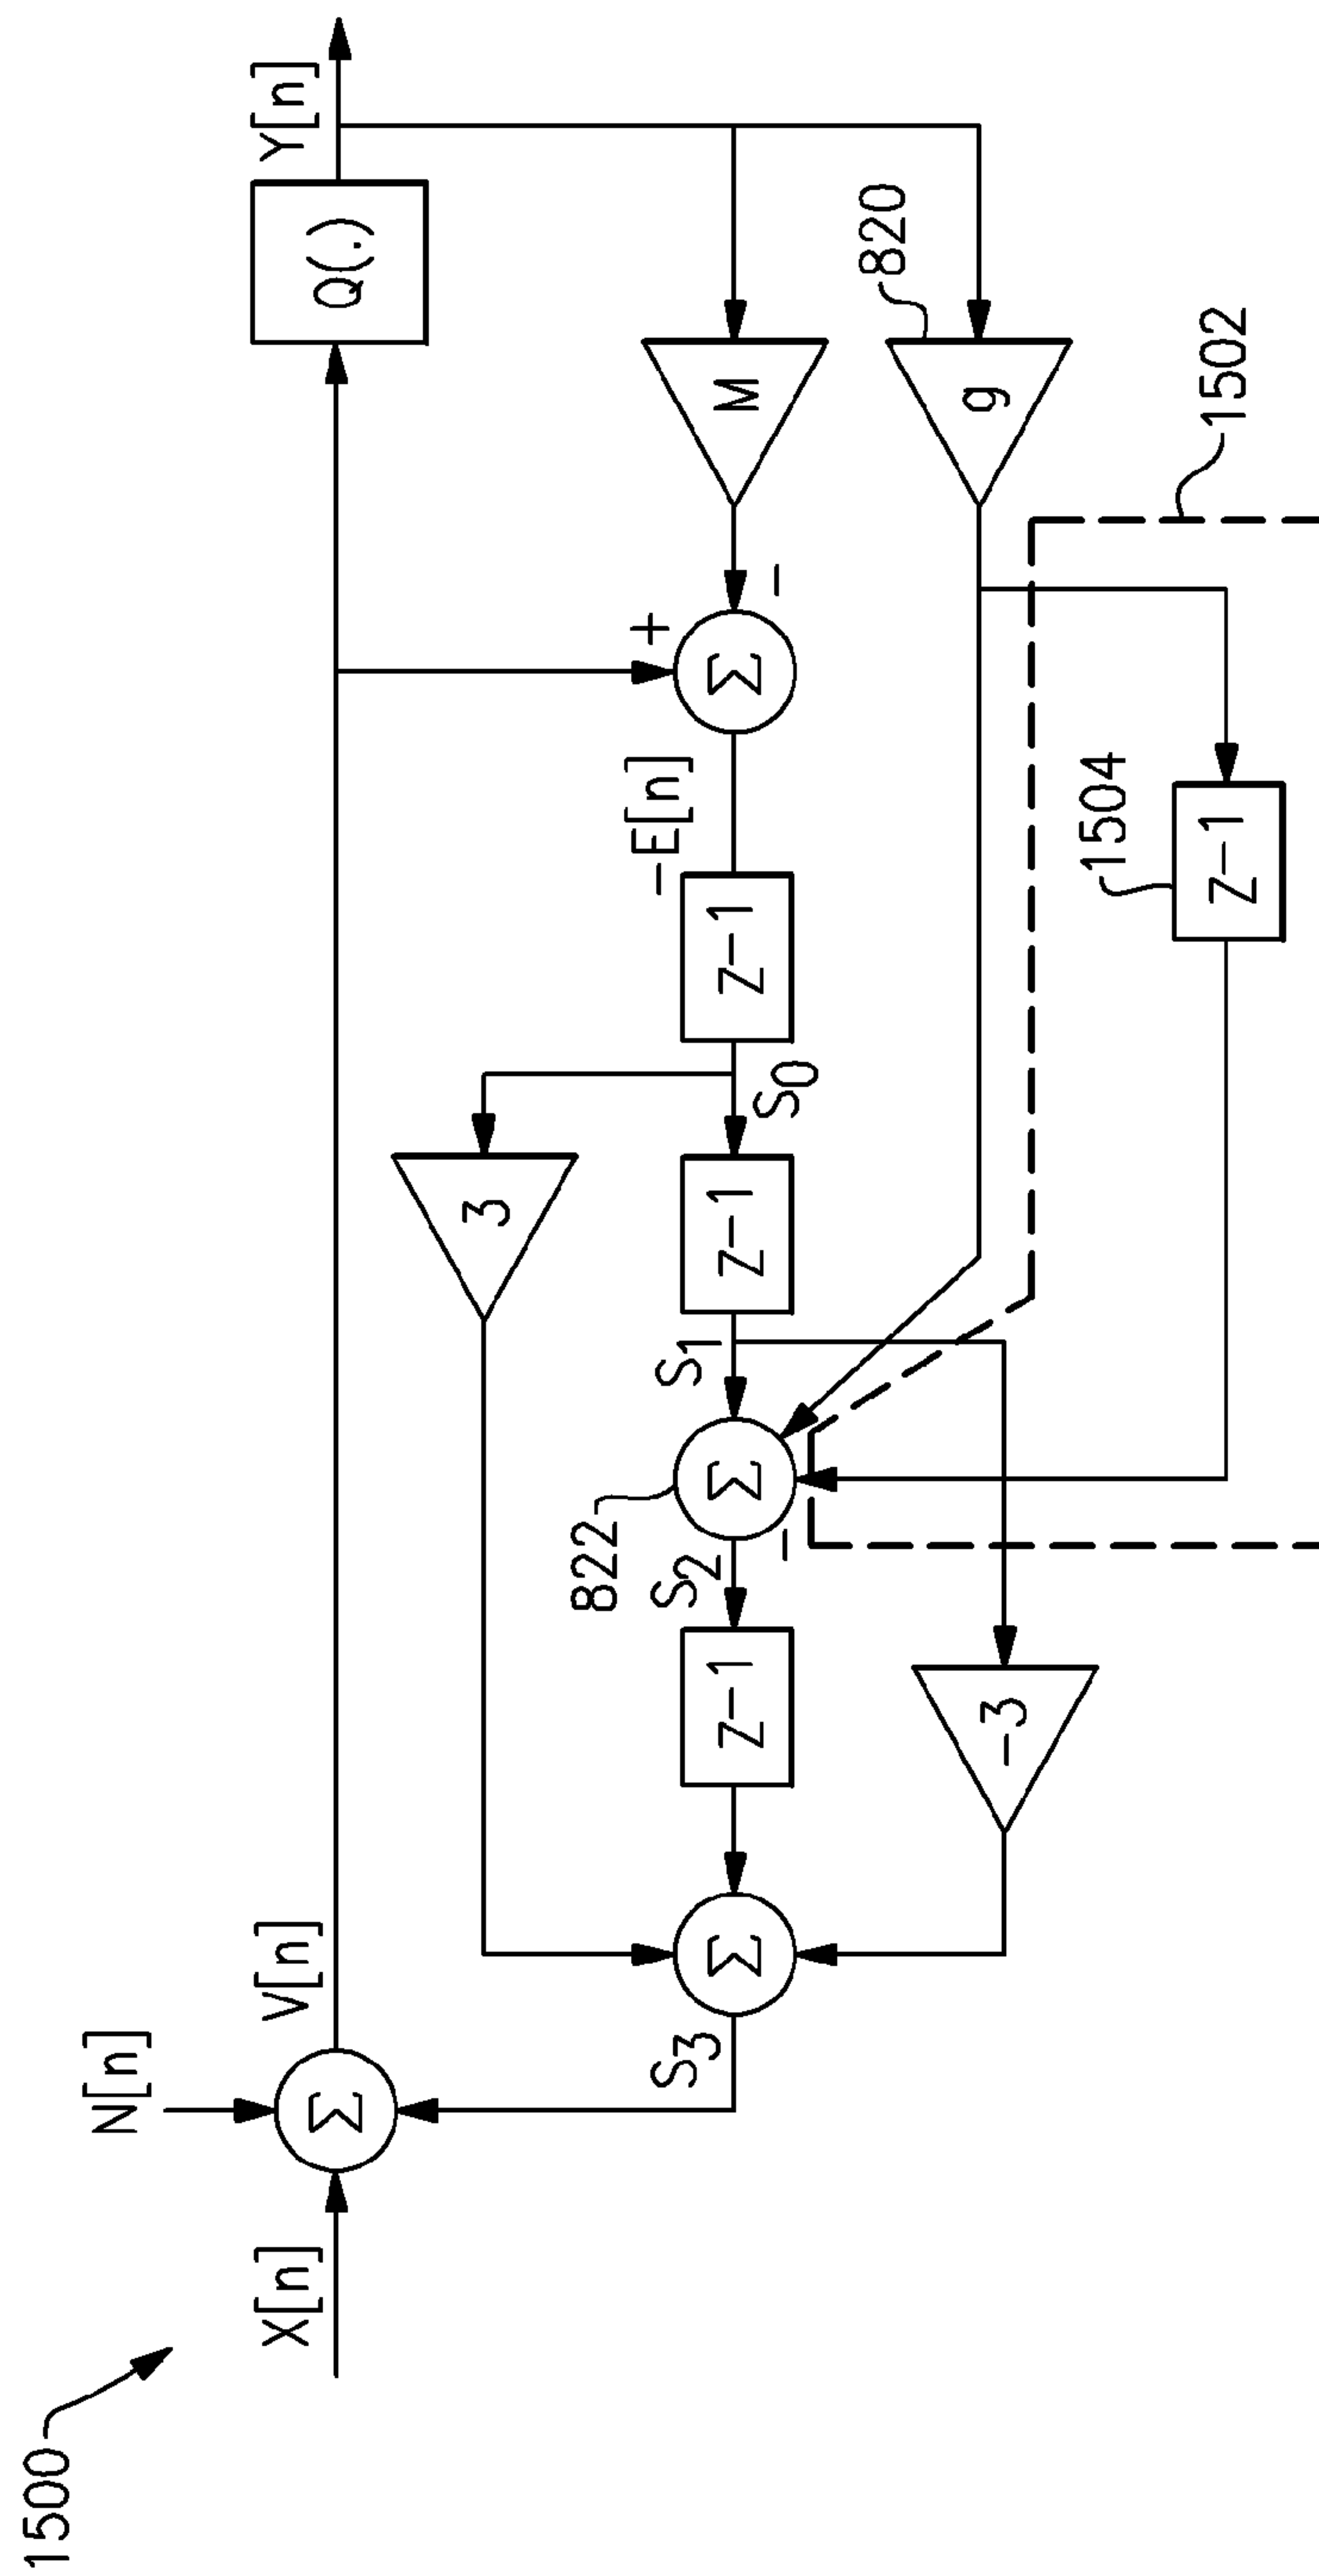 1500
X[n]
N[n]
V[n]
Y[n]
Σ
Q(.)
3
S3
Σ
Z-1
S2
822
Σ
-
S1
Z-1
S0
Z-1
-E[n]
Σ
+
-
M
-3
g
820
1502
1504
Z-1